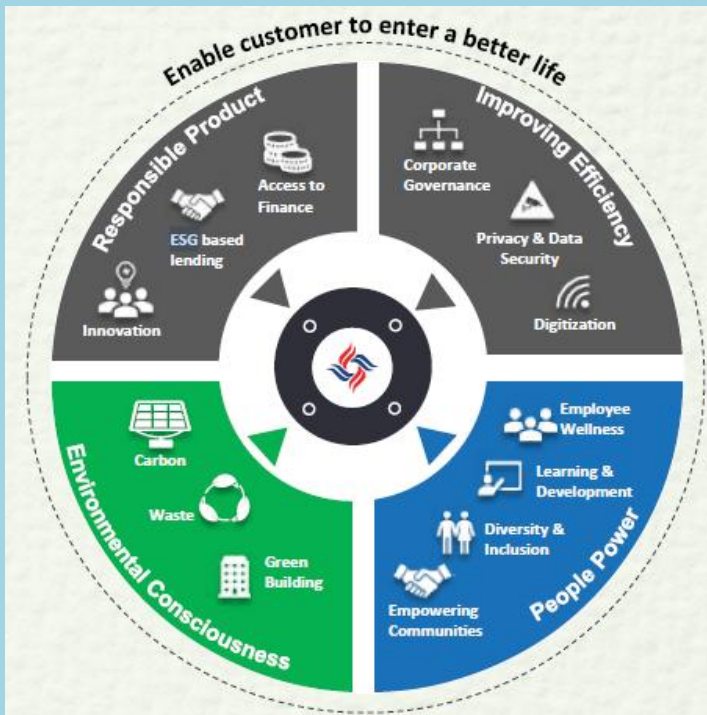 Enable customer to enter a better life
Responsible Product
Access to
Finance
ESG based
lending
Innovation
Improving Efficiency
Corporate
Governance
Privacy & Data
Security
Digitization
Environmental Consciousness
Carbon
Waste
Green
Building
People Power
Employee
Wellness
Learning &
Development
Diversity &
Inclusion
Empowering
Communities